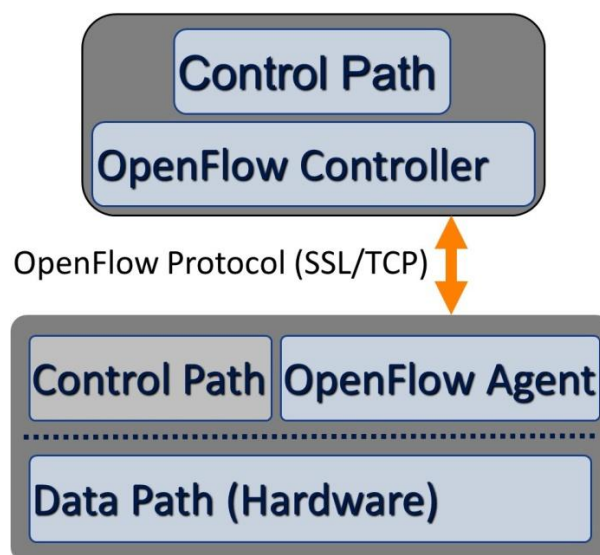 Control Path
OpenFlow Controller
OpenFlow Protocol (SSL/TCP)
Control Path OpenFlow Agent
Data Path (Hardware)